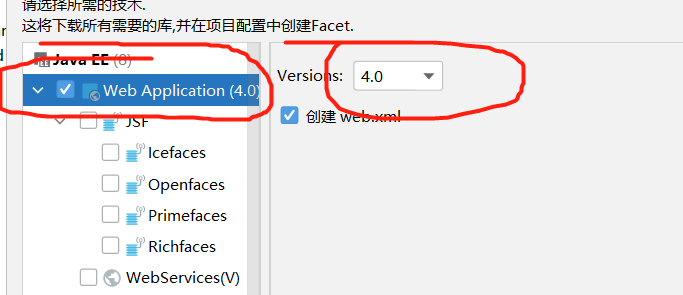 请选择所需的技术.
这将下载所有需要的库,并在项目配置中创建Facet.
Java EE (8)
Versions: 4.0
Web Application (4.0)
创建 web.xml
JSF
Icefaces
Openfaces
Primefaces
Richfaces
WebServices(V)